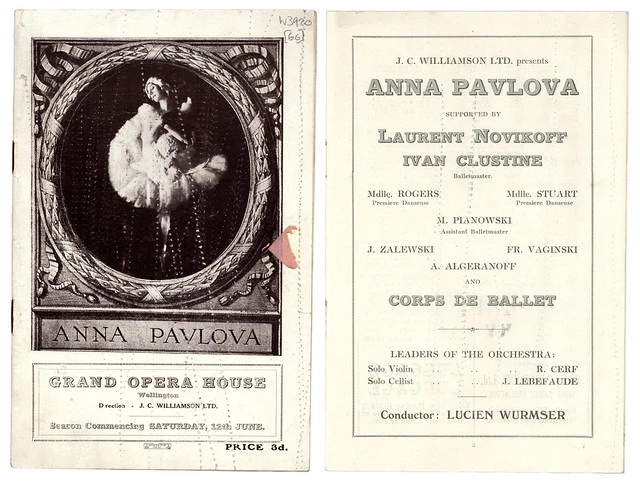 W3920
[66]
ANNA PAVLOVA
GRAND OPERA HOUSE
Wellington
Direction - J. C. WILLIAMSON LTD.
Season Commencing SATURDAY, 12th JUNE.
PRICE 3d.
J. C. WILLIAMSON LTD. presents
ANNA PAVLOVA
SUPPORTED BY
LAURENT NOVIKOFF
IVAN CLUSTINE
Balletmaster.
Mdlle. ROGERS Mdlle. STUART
Premiere Danseuse Premiere Danseuse
M. PIANOWSKI
Assistant Balletmaster
J. ZALEWSKI FR. VAGINSKI
A. ALGERANOFF
AND
CORPS DE BALLET
LEADERS OF THE ORCHESTRA:
Solo Violin .. .. .. R. CERF
Solo Cellist .. .. .. J. LEBEFAUDE
Conductor: LUCIEN WURMSER